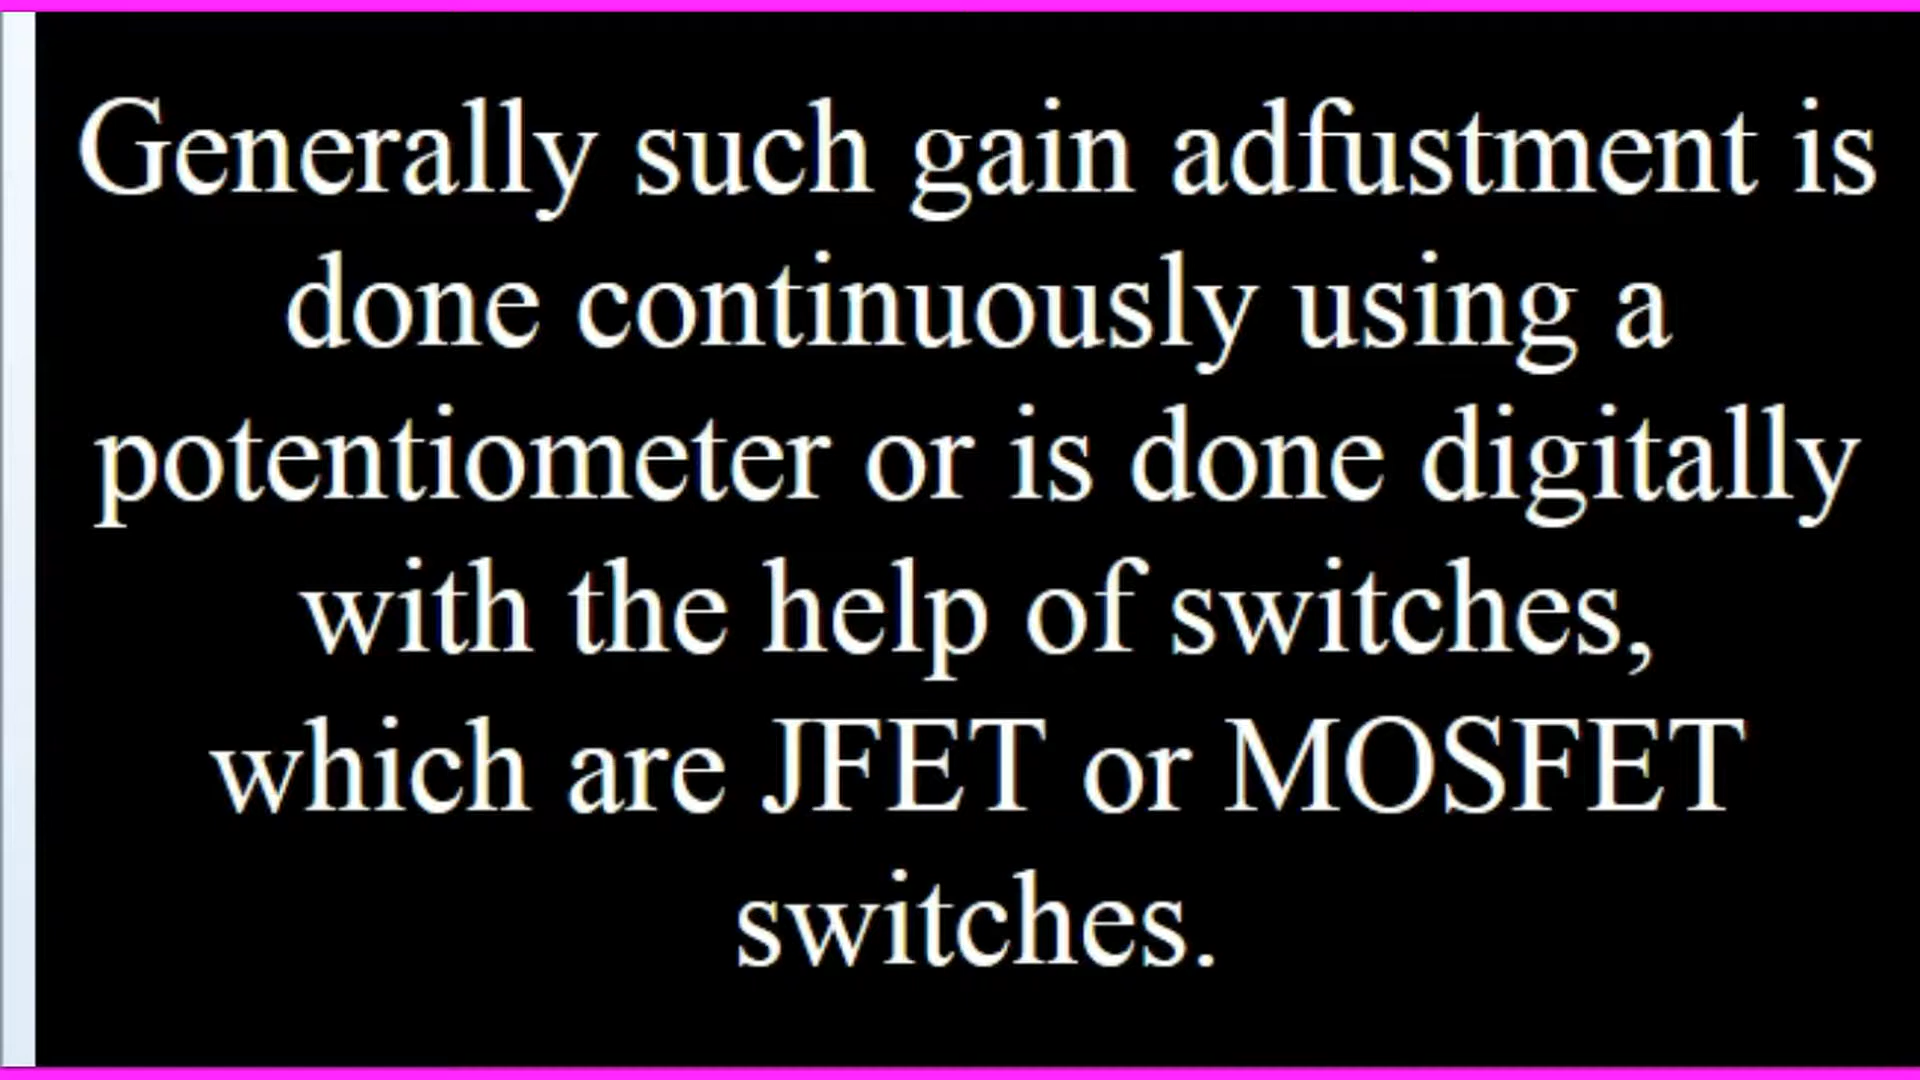 Generally such gain adfustment is
done continuously using a
potentiometer or is done digitally
with the help of switches,
which are JFET or MOSFET
switches.